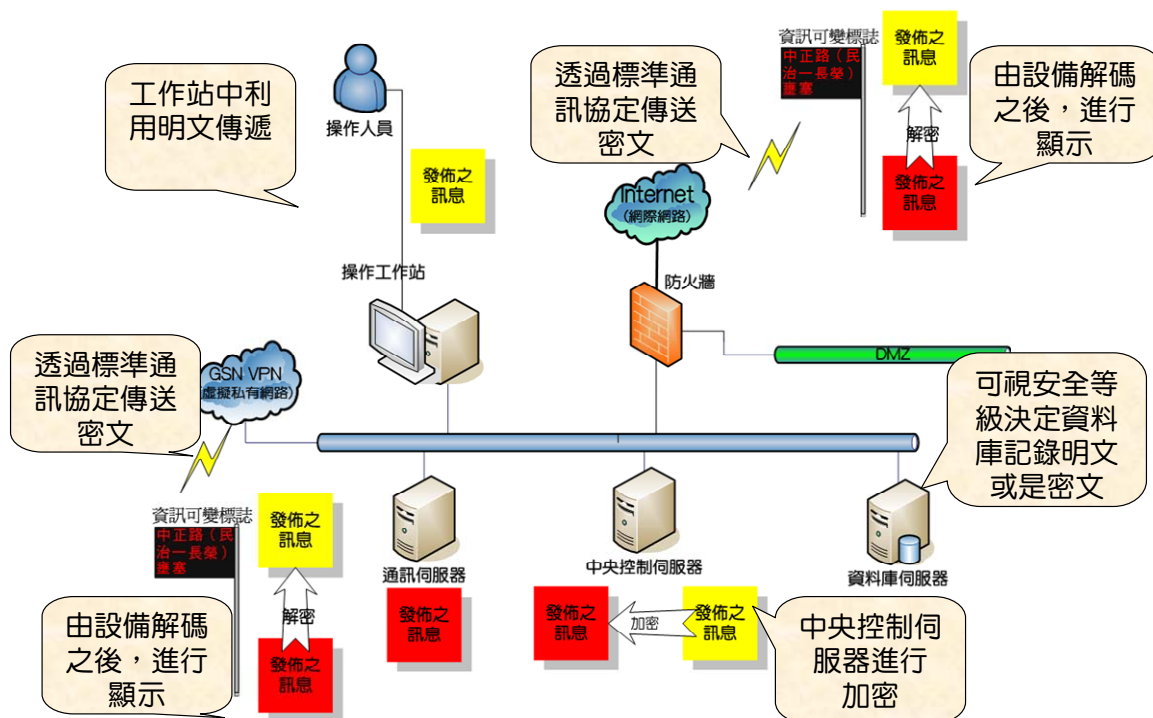 工作站中利
用明文傳遞
操作人員
發佈之
訊息
透過標準通
訊協定傳送
密文
資訊可變標誌
中正路（民
治一長榮）
壅塞
發佈之
訊息
解密
發佈之
訊息
由設備解碼
之後，進行
顯示
Internet
(網際網路)
操作工作站
防火牆
DMZ
透過標準通
訊協定傳送
密文
GSN VPN
(虛擬私有網路)
可視安全等
級決定資料
庫記錄明文
或是密文
資訊可變標誌
中正路（民
治一長榮）
壅塞
發佈之
訊息
解密
發佈之
訊息
由設備解碼
之後，進行
顯示
通訊伺服器
發佈之
訊息
中央控制伺服器
發佈之
訊息
加密
發佈之
訊息
資料庫伺服器
中央控制伺
服器進行
加密